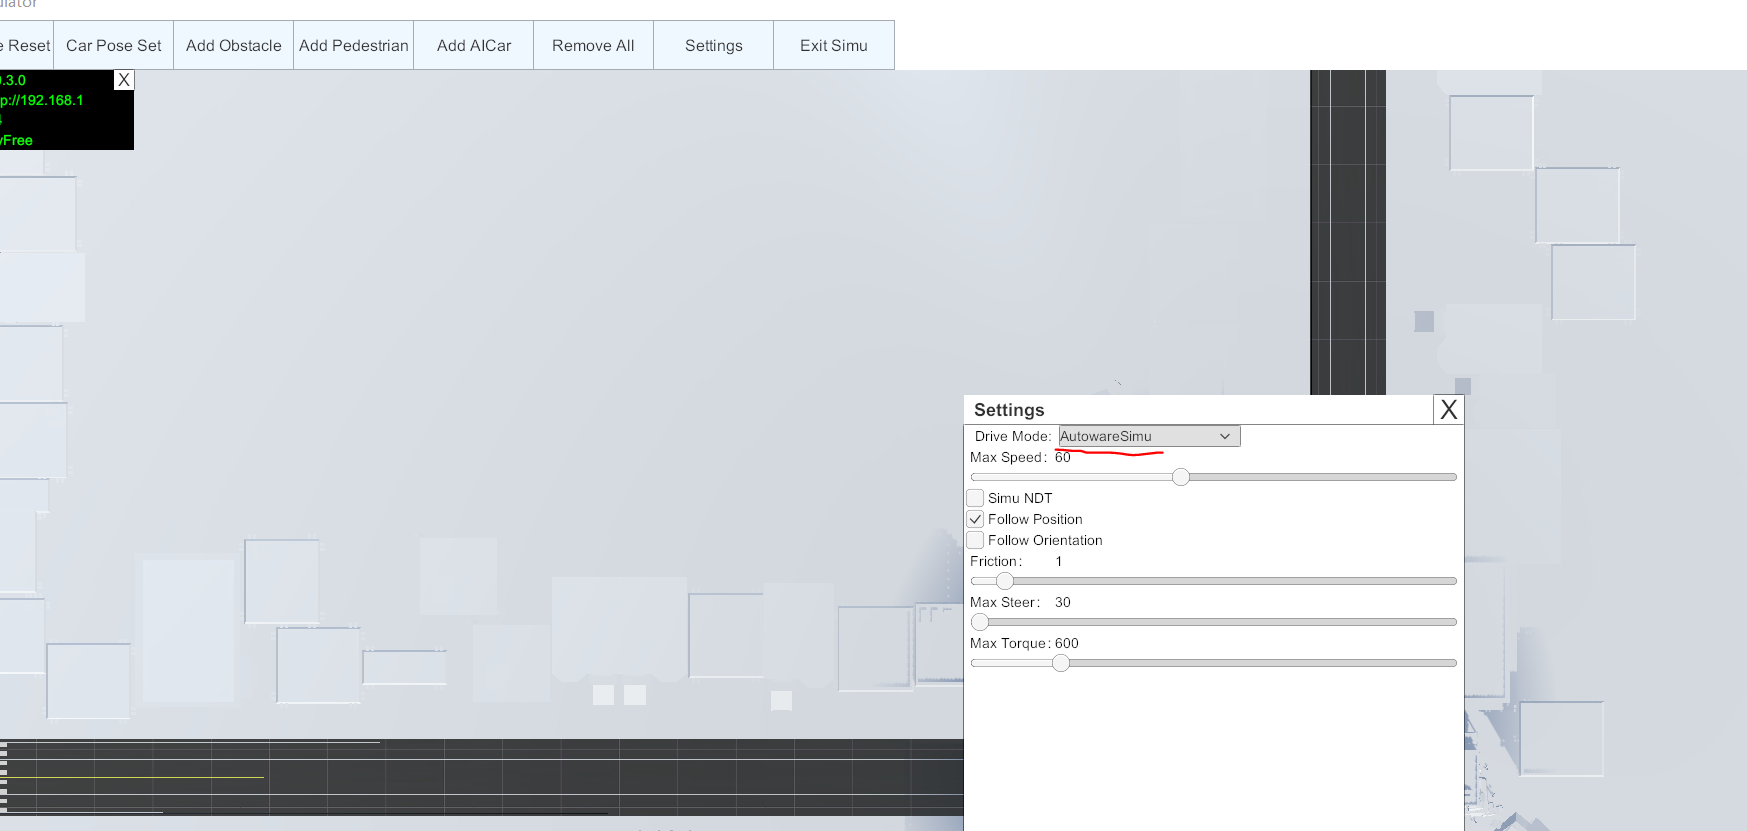 ulator
e Reset Car Pose Set Add Obstacle Add Pedestrian Add AICar Remove All Settings Exit Simu
.3.0 X
p://192.168.1
yFree
Settings X
Drive Mode: AutowareSimu
Max Speed: 60
Simu NDT
Follow Position
Follow Orientation
Friction: 1
Max Steer: 30
Max Torque: 600